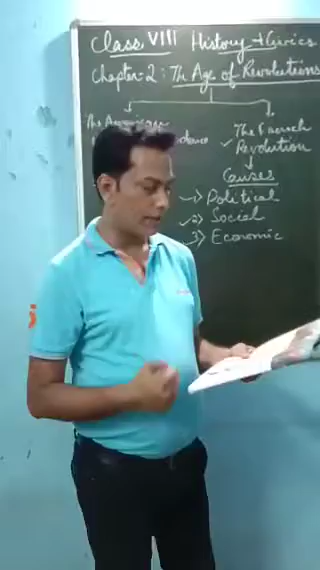 Class VIII History + Civics
Chapter-2: The Age of Revolutions
The American
The French
Revolution
Causes
1) Political
2) Social
3) Economic